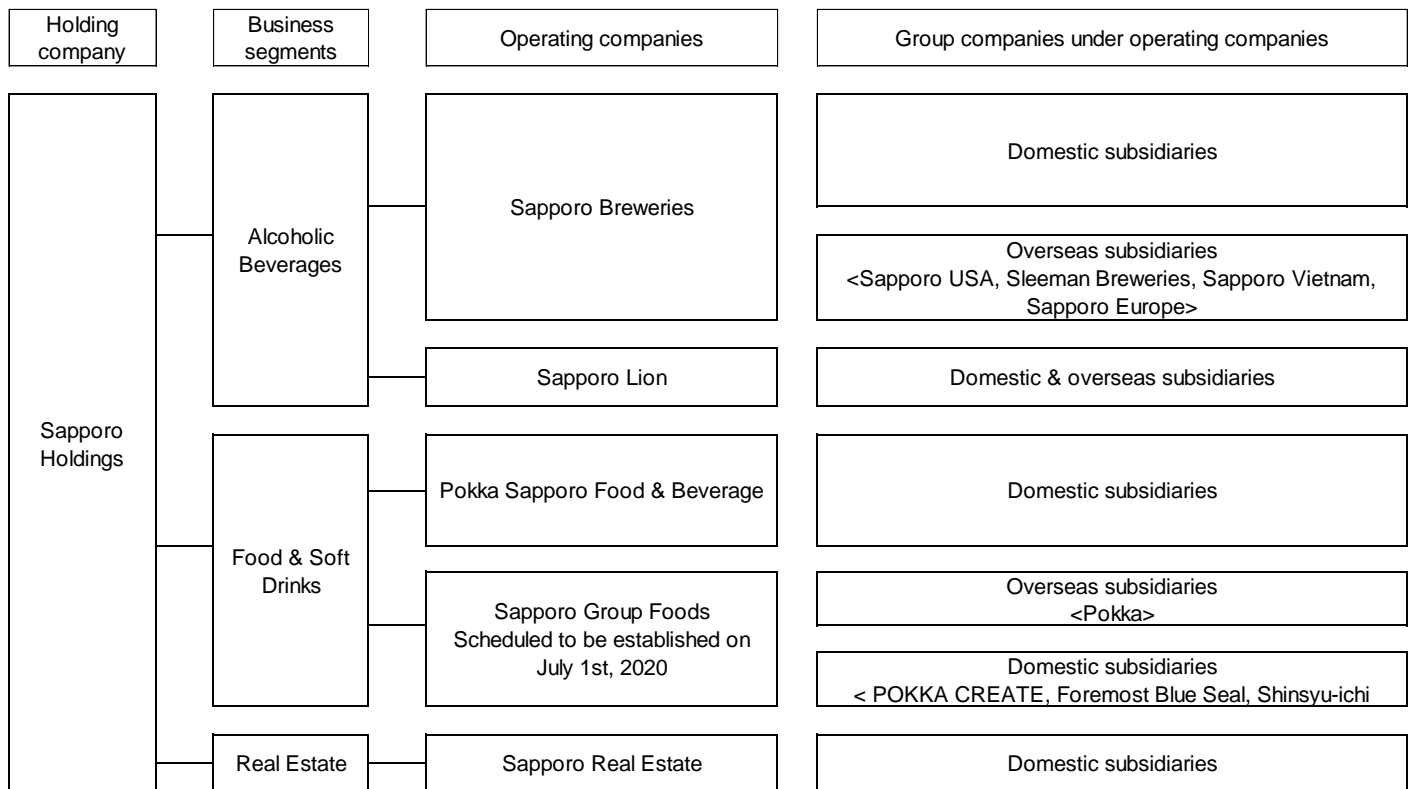 Holding
company
Business
segments
Operating companies
Group companies under operating companies
Sapporo
Holdings
Alcoholic
Beverages
Sapporo Breweries
Domestic subsidiaries
Overseas subsidiaries
<Sapporo USA, Sleeman Breweries, Sapporo Vietnam,
Sapporo Europe>
Sapporo Lion
Domestic & overseas subsidiaries
Food & Soft
Drinks
Pokka Sapporo Food & Beverage
Domestic subsidiaries
Sapporo Group Foods
Scheduled to be established on
July 1st, 2020
Overseas subsidiaries
<Pokka>
Domestic subsidiaries
< POKKA CREATE, Foremost Blue Seal, Shinsyu-ichi
Real Estate
Sapporo Real Estate
Domestic subsidiaries